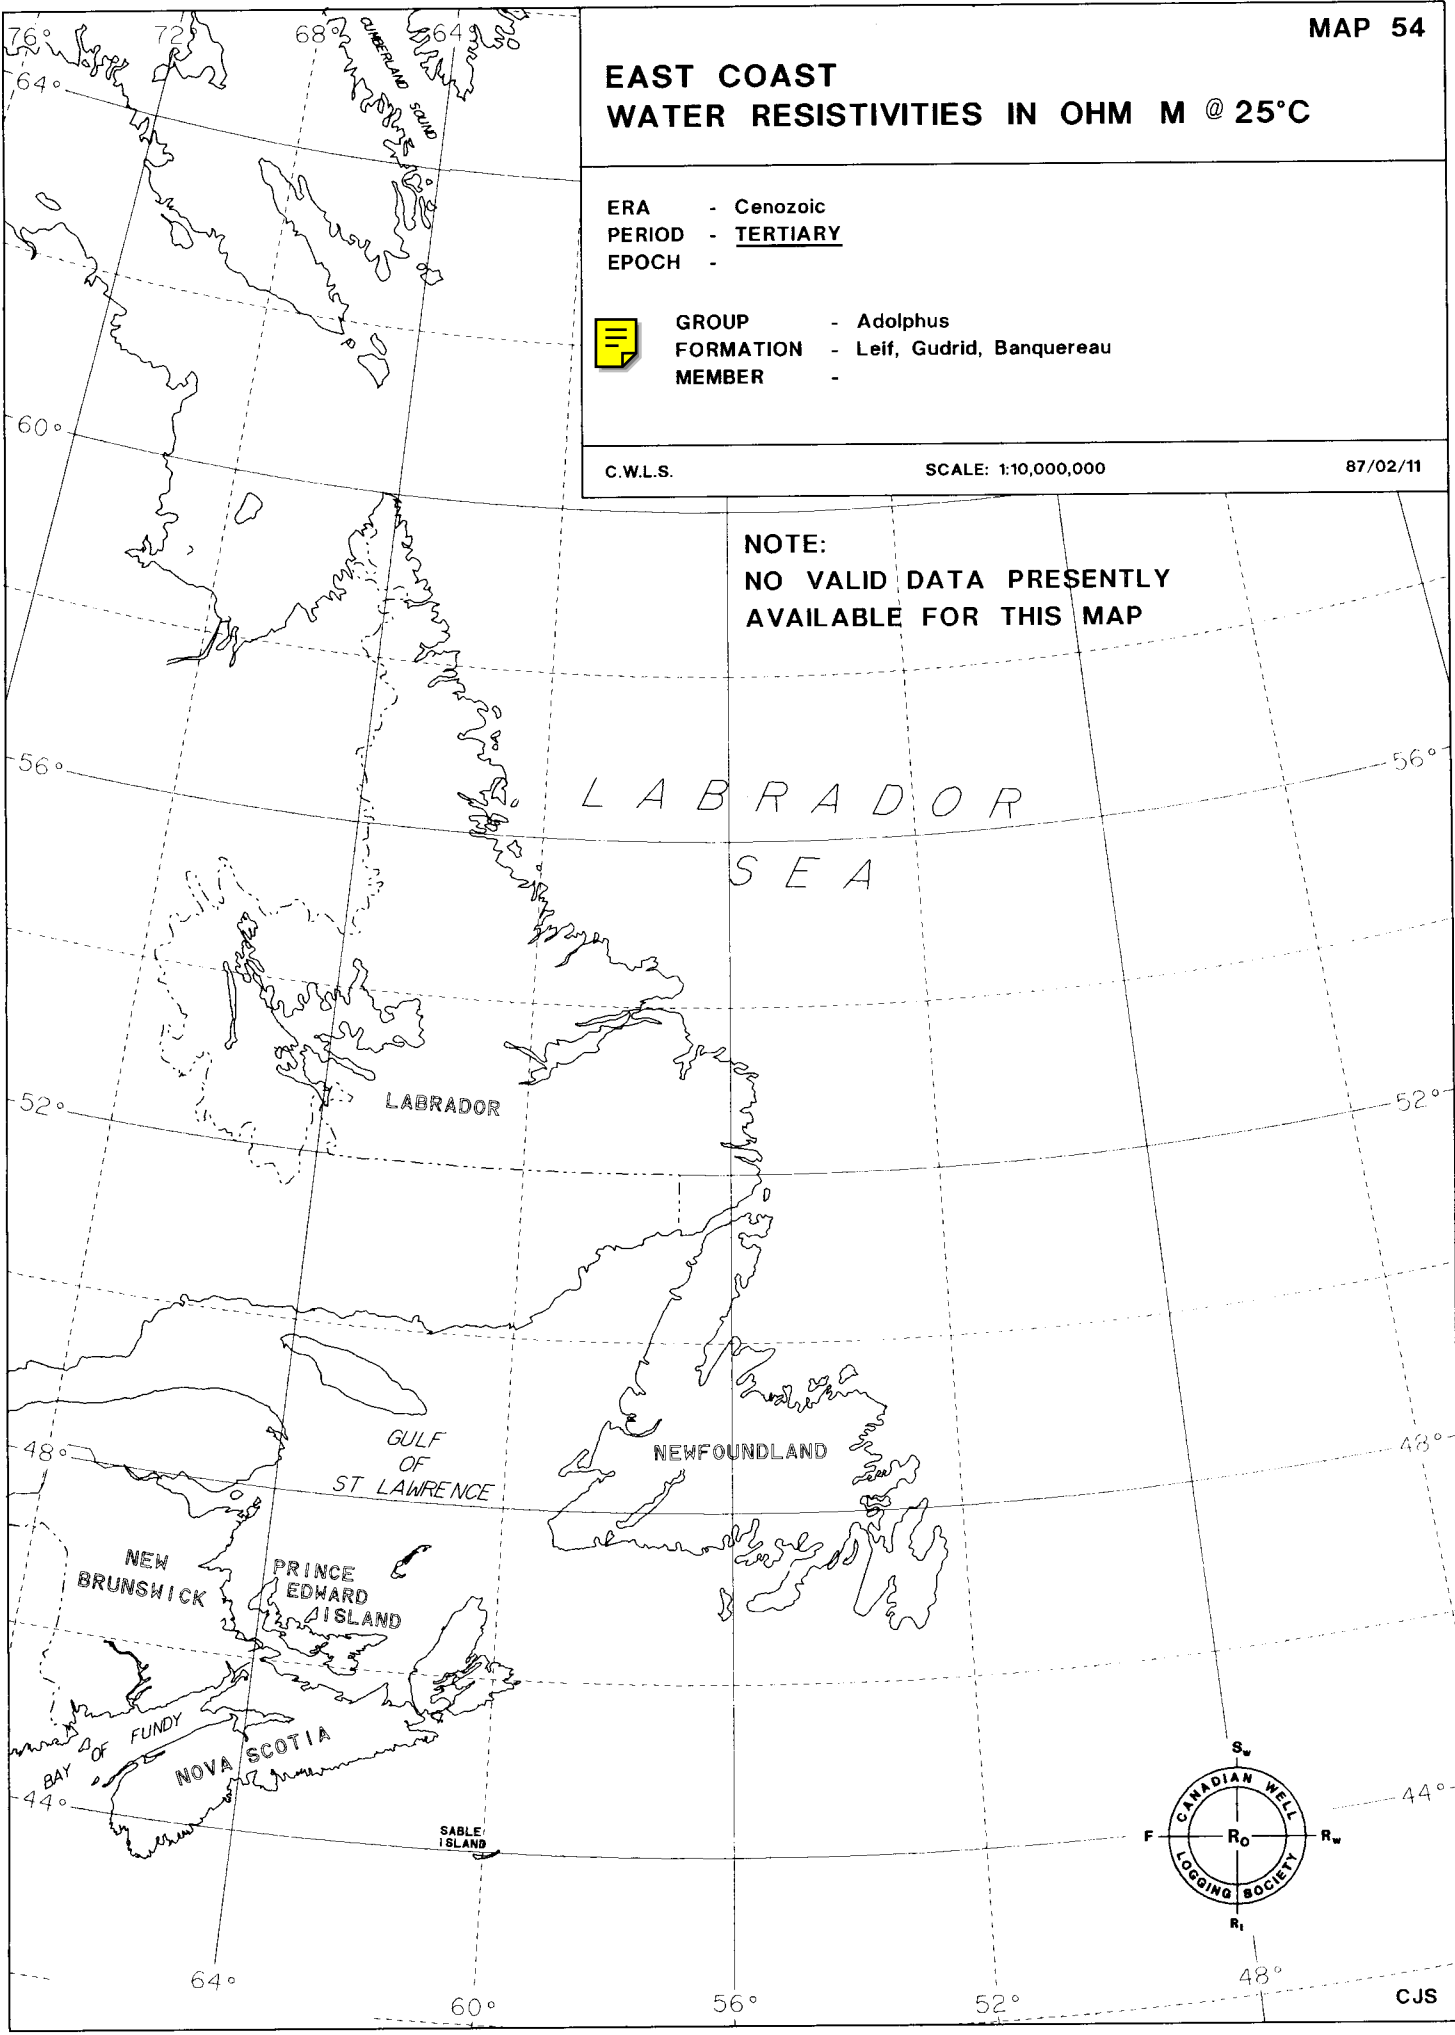 MAP 54
EAST COAST
WATER RESISTIVITIES IN OHM M @ 25°C
ERA - Cenozoic
PERIOD - TERTIARY
EPOCH -
GROUP - Adolphus
FORMATION - Leif, Gudrid, Banquereau
MEMBER -
C.W.L.S. SCALE: 1:10,000,000 87/02/11
NOTE:
NO VALID DATA PRESENTLY
AVAILABLE FOR THIS MAP
76° 72° 68° 64°
CUMBERLAND SOUND
64°
60°
56° 56°
LABRADOR
SEA
52° 52°
LABRADOR
48° 48°
GULF
OF
ST LAWRENCE
NEWFOUNDLAND
NEW
BRUNSWICK
PRINCE
EDWARD
ISLAND
BAY OF FUNDY
NOVA SCOTIA
44° 44°
SABLE
ISLAND
Sw
CANADIAN WELL
F R₀ Rw
LOGGING SOCIETY
Rt
64° 60° 56° 52° 48°
CJS